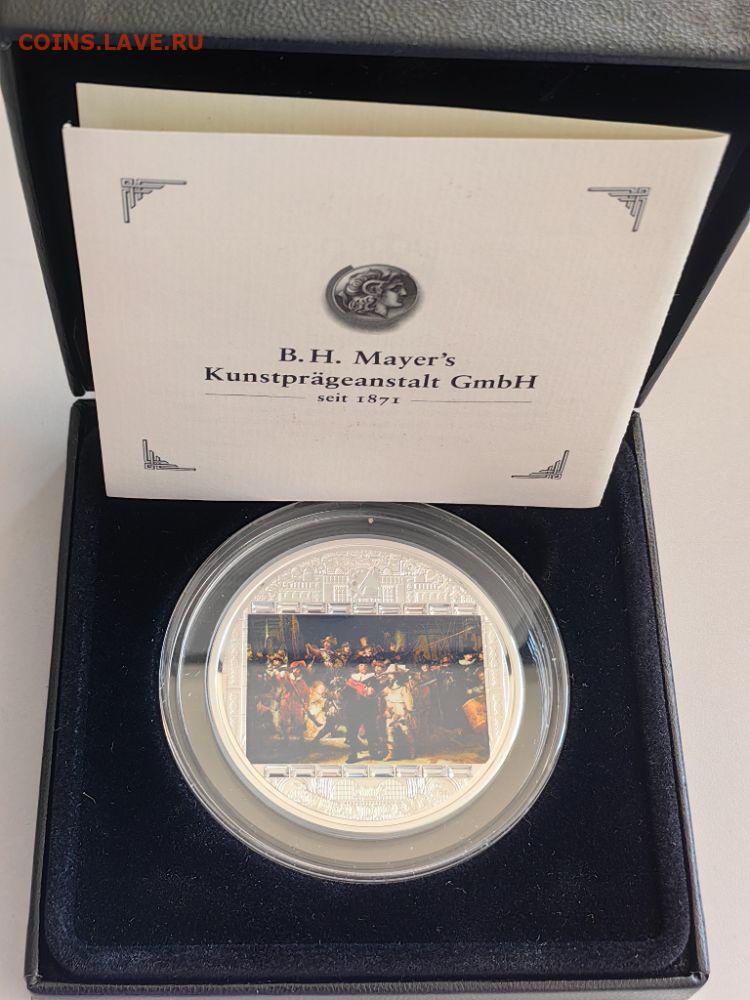 COINS.LAVE.RU
B.H. Mayer's
Kunstprägeanstalt GmbH
seit 1871